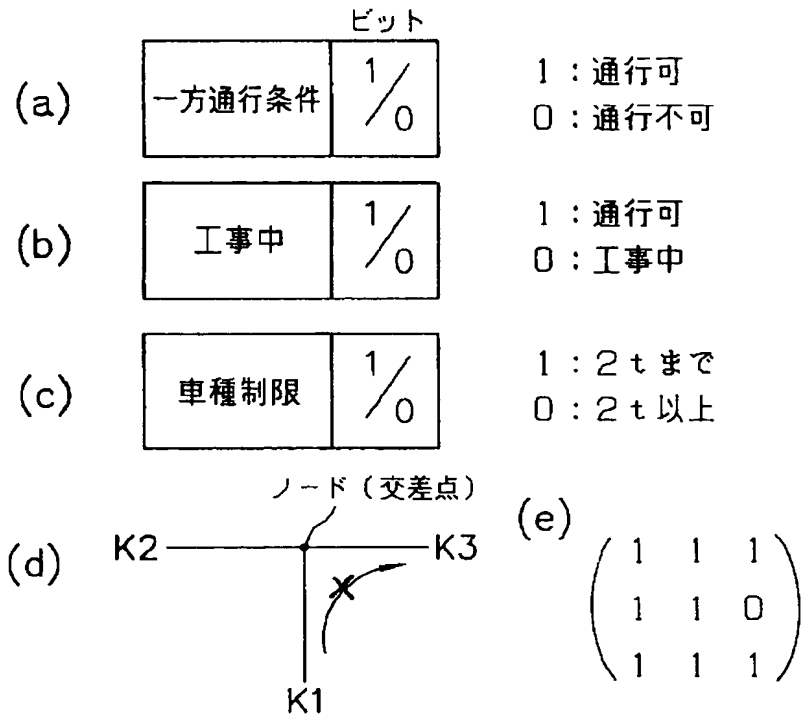 ビット
(a) 一方通行条件 1/0 1:通行可
0:通行不可
(b) 工事中 1/0 1:通行可
0:工事中
(c) 車種制限 1/0 1:2tまで
0:2t以上
ノード(交差点)
(d) K2 K3
K1
(e)
1 1 1
1 1 0
1 1 1